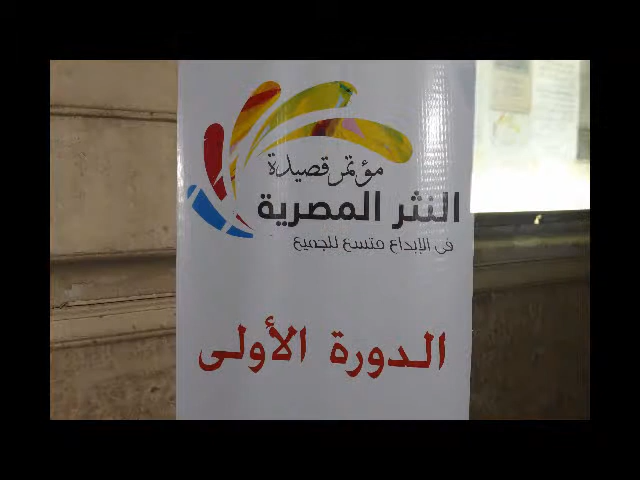 مؤتمر قصيدة
النثر المصرية
فى الإبداع متسع للجميع
الدورة الأولى